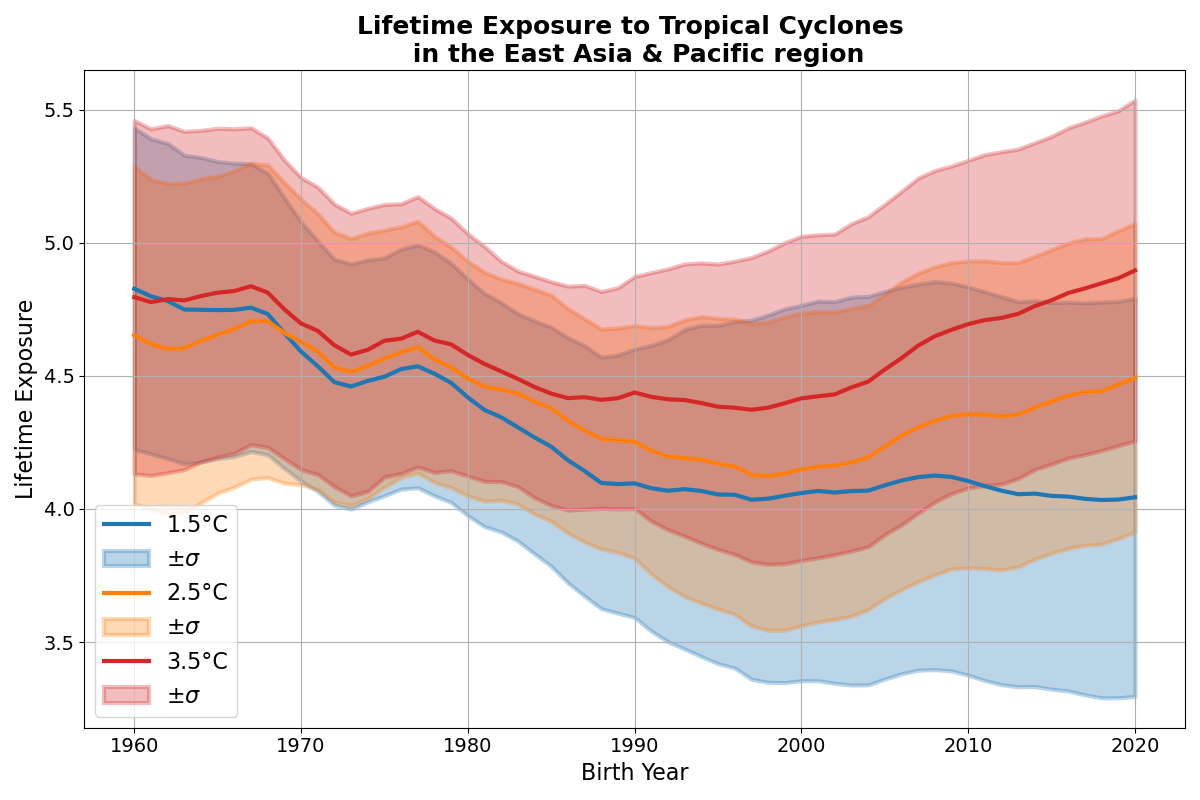 Lifetime Exposure to Tropical Cyclones
in the East Asia & Pacific region
Lifetime Exposure
5.5
5.0
4.5
4.0
3.5
1.5°C
±σ
2.5°C
±σ
3.5°C
±σ
1960 1970 1980 1990 2000 2010 2020
Birth Year